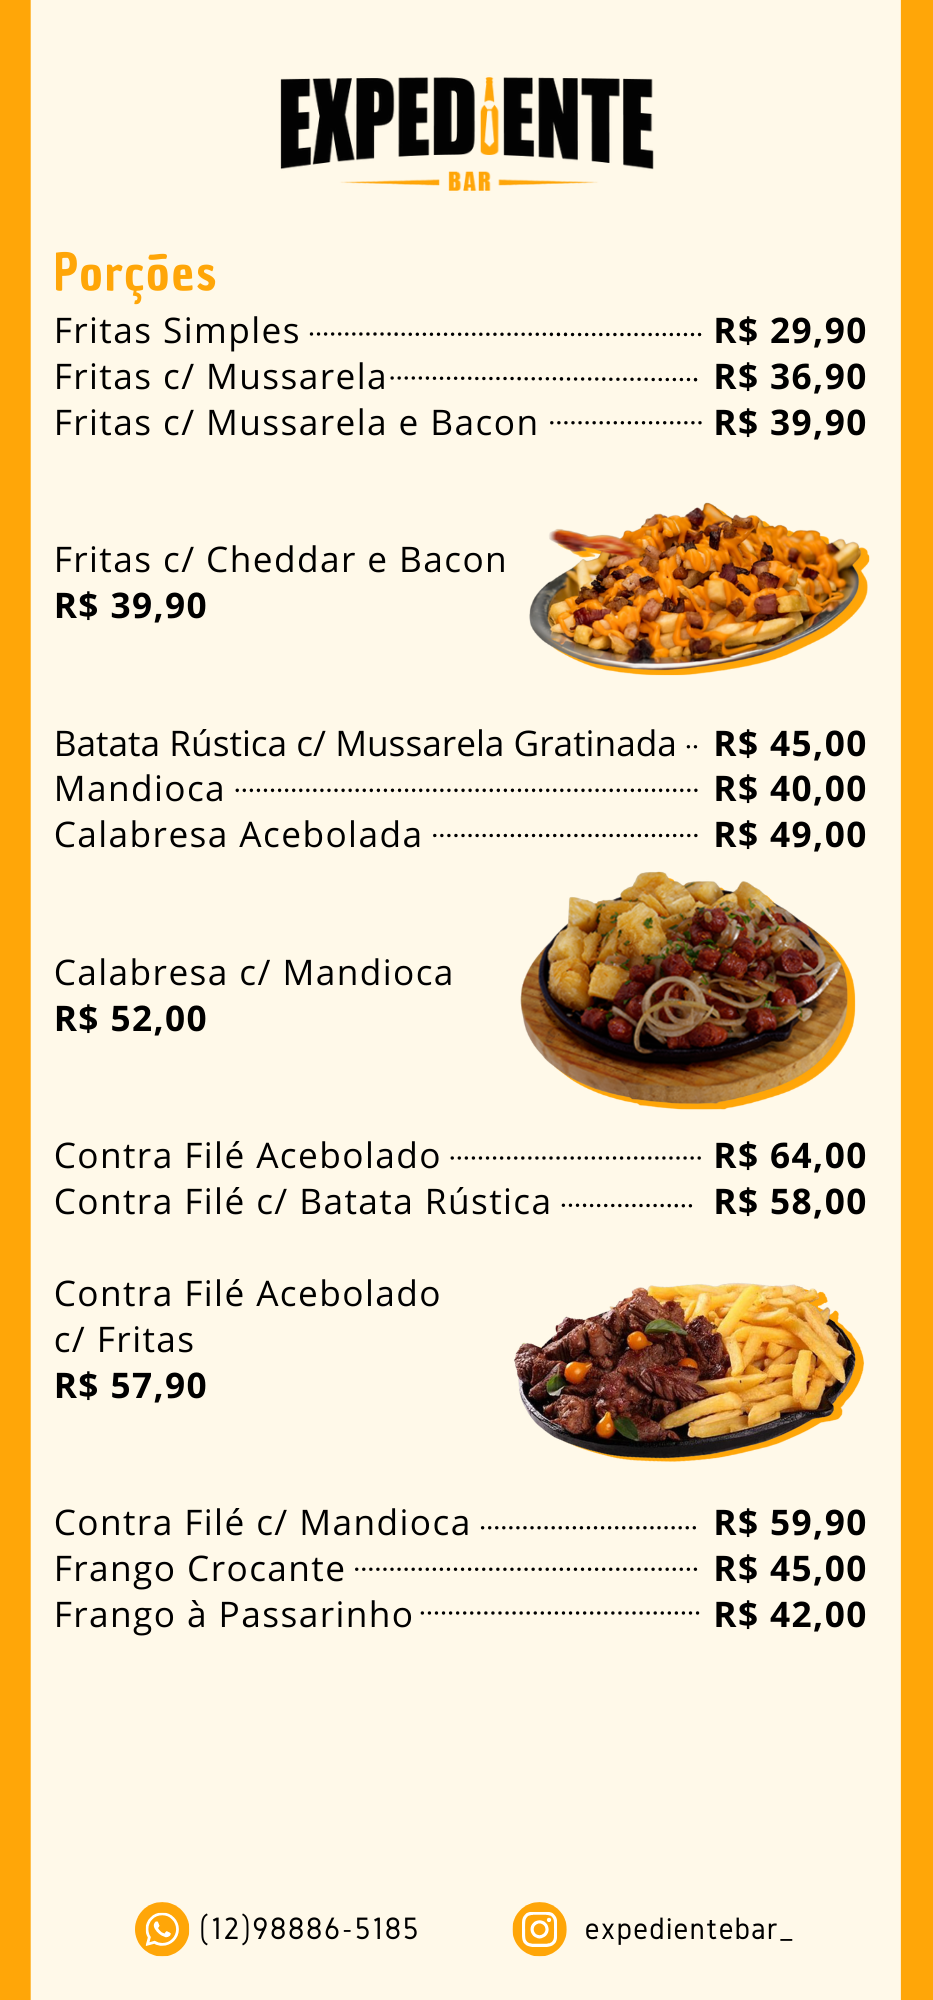 EXPEDIENTE
BAR
Porções
Fritas Simples R$ 29,90
Fritas c/ Mussarela R$ 36,90
Fritas c/ Mussarela e Bacon R$ 39,90
Fritas c/ Cheddar e Bacon
R$ 39,90
Batata Rústica c/ Mussarela Gratinada R$ 45,00
Mandioca R$ 40,00
Calabresa Acebolada R$ 49,00
Calabresa c/ Mandioca
R$ 52,00
Contra Filé Acebolado R$ 64,00
Contra Filé c/ Batata Rústica R$ 58,00
Contra Filé Acebolado
c/ Fritas
R$ 57,90
Contra Filé c/ Mandioca R$ 59,90
Frango Crocante R$ 45,00
Frango à Passarinho R$ 42,00
(12)98886-5185 expedientebar_